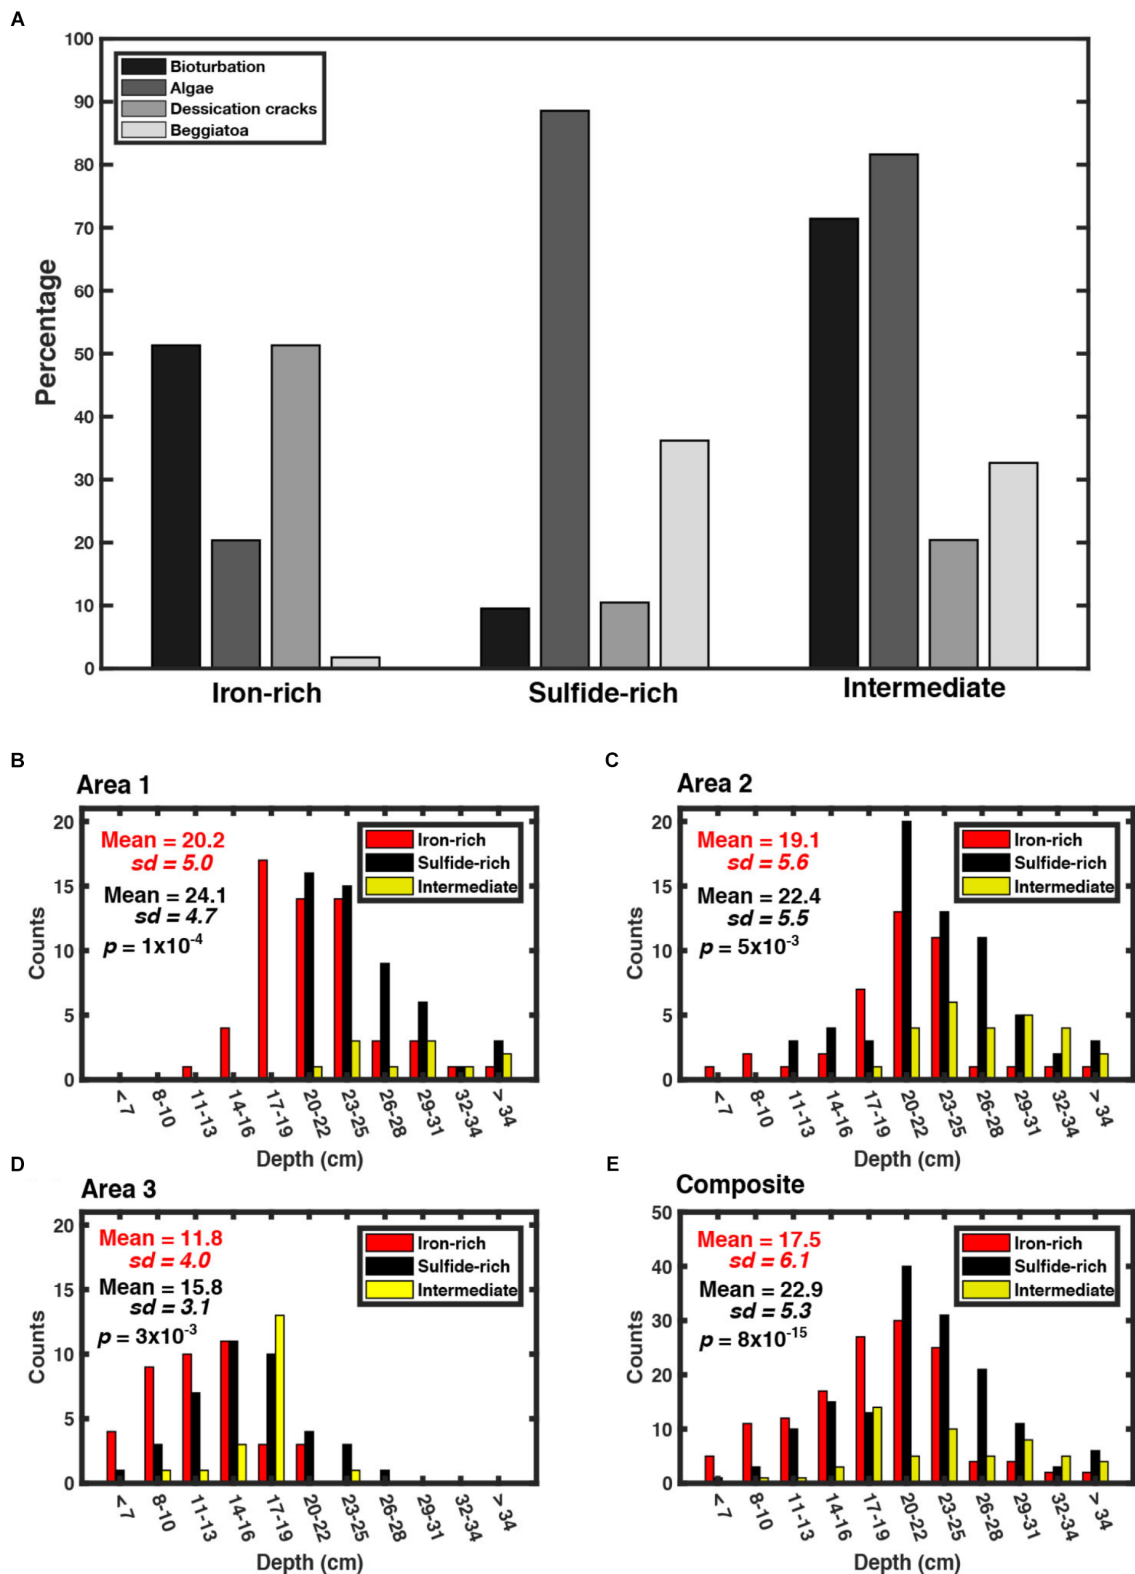 A
100
90
80
70
60
50
40
30
20
10
0
Percentage
Bioturbation
Algae
Dessication cracks
Beggiatoa
Iron-rich
Sulfide-rich
Intermediate
B
Area 1
20
15
10
5
0
Counts
Mean = 20.2
sd = 5.0
Mean = 24.1
sd = 4.7
p = 1x10-4
Iron-rich
Sulfide-rich
Intermediate
< 7
8-10
11-13
14-16
17-19
20-22
23-25
26-28
29-31
32-34
> 34
Depth (cm)
C
Area 2
20
15
10
5
0
Counts
Mean = 19.1
sd = 5.6
Mean = 22.4
sd = 5.5
p = 5x10-3
Iron-rich
Sulfide-rich
Intermediate
< 7
8-10
11-13
14-16
17-19
20-22
23-25
26-28
29-31
32-34
> 34
Depth (cm)
D
Area 3
20
15
10
5
0
Counts
Mean = 11.8
sd = 4.0
Mean = 15.8
sd = 3.1
p = 3x10-3
Iron-rich
Sulfide-rich
Intermediate
< 7
8-10
11-13
14-16
17-19
20-22
23-25
26-28
29-31
32-34
> 34
Depth (cm)
E
Composite
50
40
30
20
10
0
Counts
Mean = 17.5
sd = 6.1
Mean = 22.9
sd = 5.3
p = 8x10-15
Iron-rich
Sulfide-rich
Intermediate
< 7
8-10
11-13
14-16
17-19
20-22
23-25
26-28
29-31
32-34
> 34
Depth (cm)